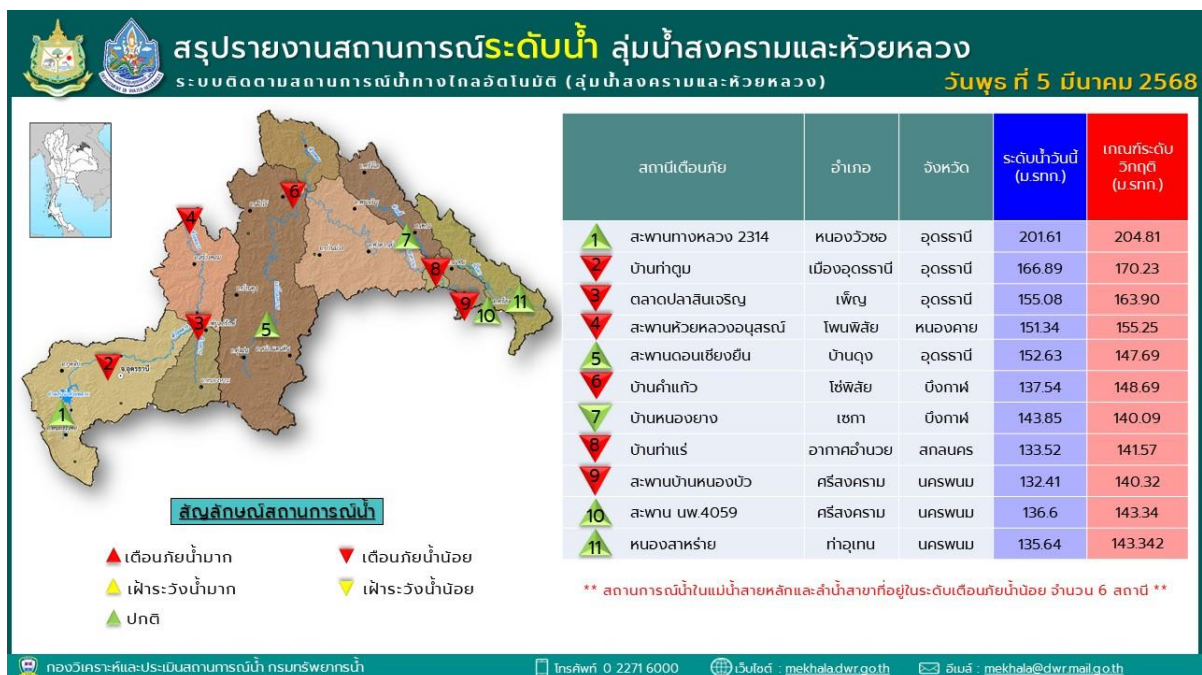 สรุปรายงานสถานการณ์ระดับน้ำ ลุ่มน้ำสงครามและห้วยหลวง
ระบบติดตามสถานการณ์น้ำทางไกลอัตโนมัติ (ลุ่มน้ำสงครามและห้วยหลวง)
วันพุธ ที่ 5 มีนาคม 2568
สถานีเตือนภัย อำเภอ จังหวัด ระดับน้ำวันนี้ (ม.รทก.) เกณฑ์ระดับวิกฤติ (ม.รทก.)
1 สะพานทางหลวง 2314 หนองวัวซอ อุดรธานี 201.61 204.81
2 บ้านท่าตูม เมืองอุดรธานี อุดรธานี 166.89 170.23
3 ตลาดปลาสินเจริญ เพ็ญ อุดรธานี 155.08 163.90
4 สะพานห้วยหลวงอนุสรณ์ โพนพิสัย หนองคาย 151.34 155.25
5 สะพานดอนเชียงยืน บ้านดุง อุดรธานี 152.63 147.69
6 บ้านคำแก้ว โซ่พิสัย บึงกาฬ 137.54 148.69
7 บ้านหนองยาง เซกา บึงกาฬ 143.85 140.09
8 บ้านท่าแร่ อากาศอำนวย สกลนคร 133.52 141.57
9 สะพานบ้านหนองบัว ศรีสงคราม นครพนม 132.41 140.32
10 สะพาน นพ.4059 ศรีสงคราม นครพนม 136.6 143.34
11 หนองสาหร่าย ท่าอุเทน นครพนม 135.64 143.342
4
6
7
8
9
10
11
3
5
2
จ.อุดรธานี
1
สัญลักษณ์สถานการณ์น้ำ
เตือนภัยน้ำมาก
เตือนภัยน้ำน้อย
เฝ้าระวังน้ำมาก
เฝ้าระวังน้ำน้อย
ปกติ
** สถานการณ์น้ำในแม่น้ำสายหลักและลำน้ำสาขาที่อยู่ในระดับเตือนภัยน้ำน้อย จำนวน 6 สถานี **
กองวิเคราะห์และประเมินสถานการณ์น้ำ กรมทรัพยากรน้ำ
โทรศัพท์ 0 2271 6000
เว็บไซต์ : mekhala.dwr.go.th
อีเมล์ : mekhala@dwr.mail.go.th